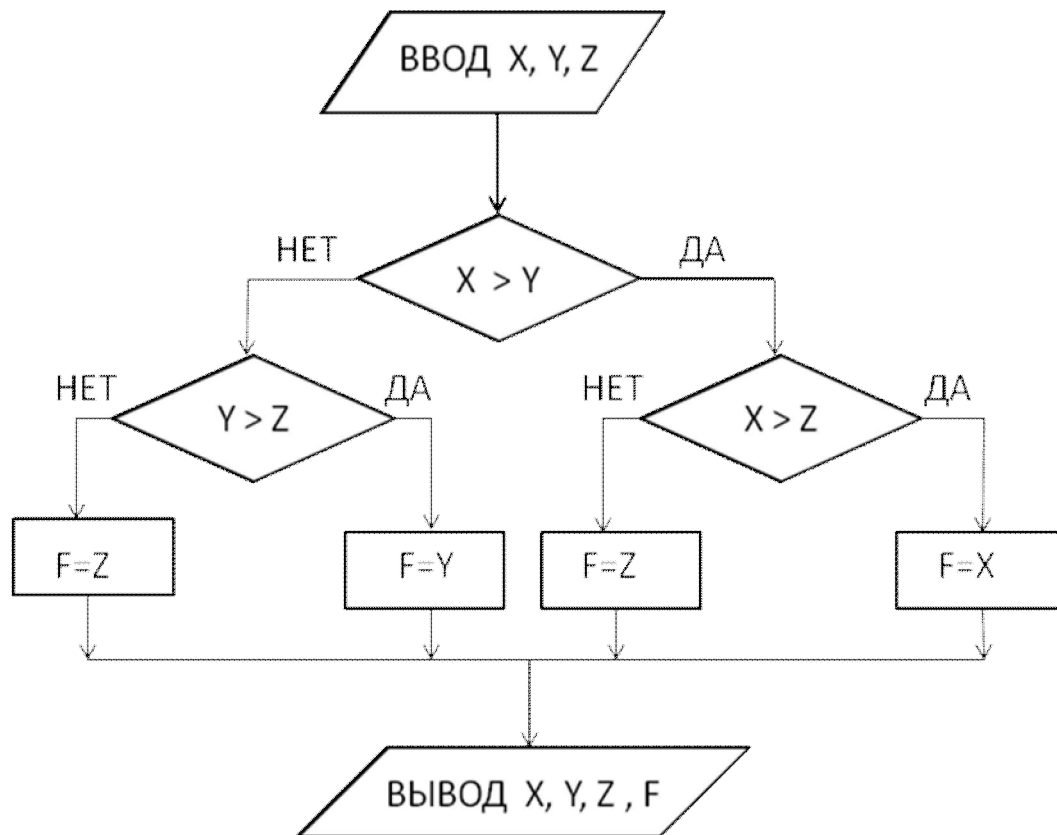 ВВОД X, Y, Z
НЕТ
ДА
X > Y
НЕТ
ДА
НЕТ
ДА
Y > Z
X > Z
F=Z
F=Y
F=Z
F=X
ВЫВОД X, Y, Z , F